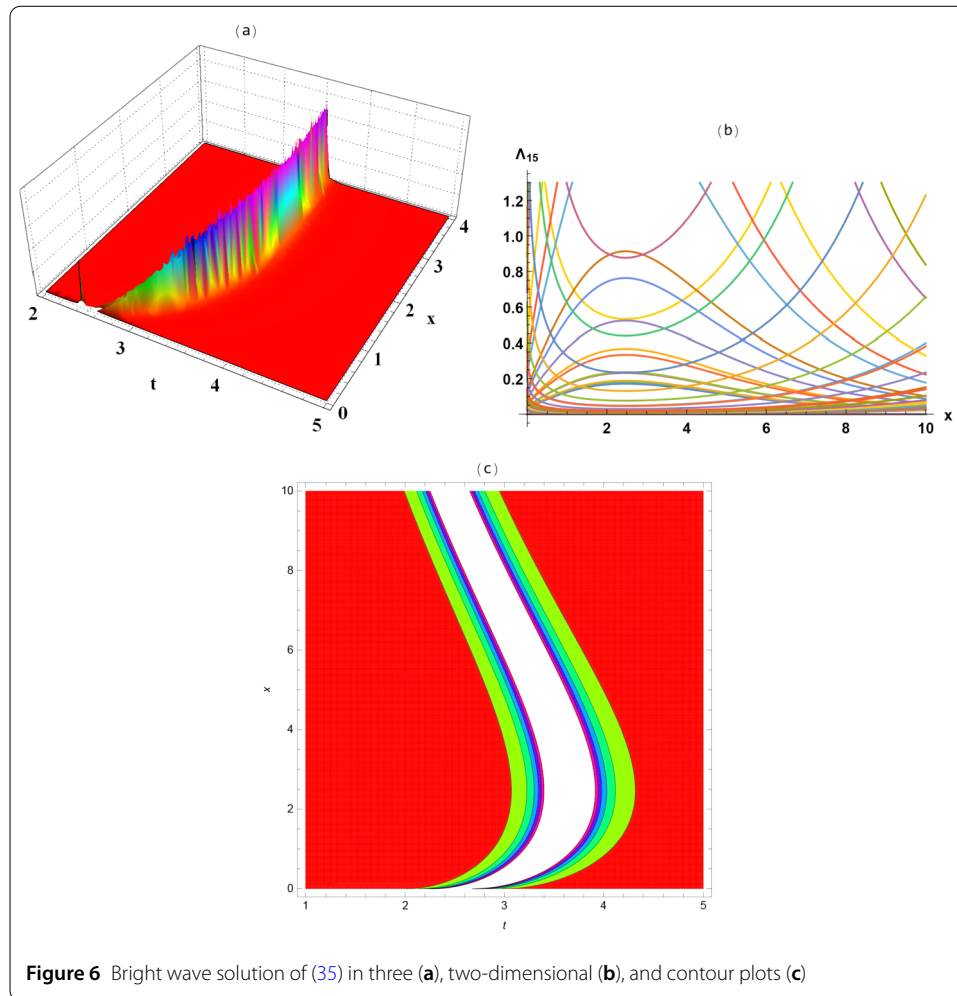 (a)
2
3
4
5
t
0
1
2
3
4
x
(b)
Λ15
1.2
1.0
0.8
0.6
0.4
0.2
2 4 6 8 10 x
(c)
10
8
6
4
2
0
x
1 2 3 4 5
t
Figure 6 Bright wave solution of (35) in three (a), two-dimensional (b), and contour plots (c)